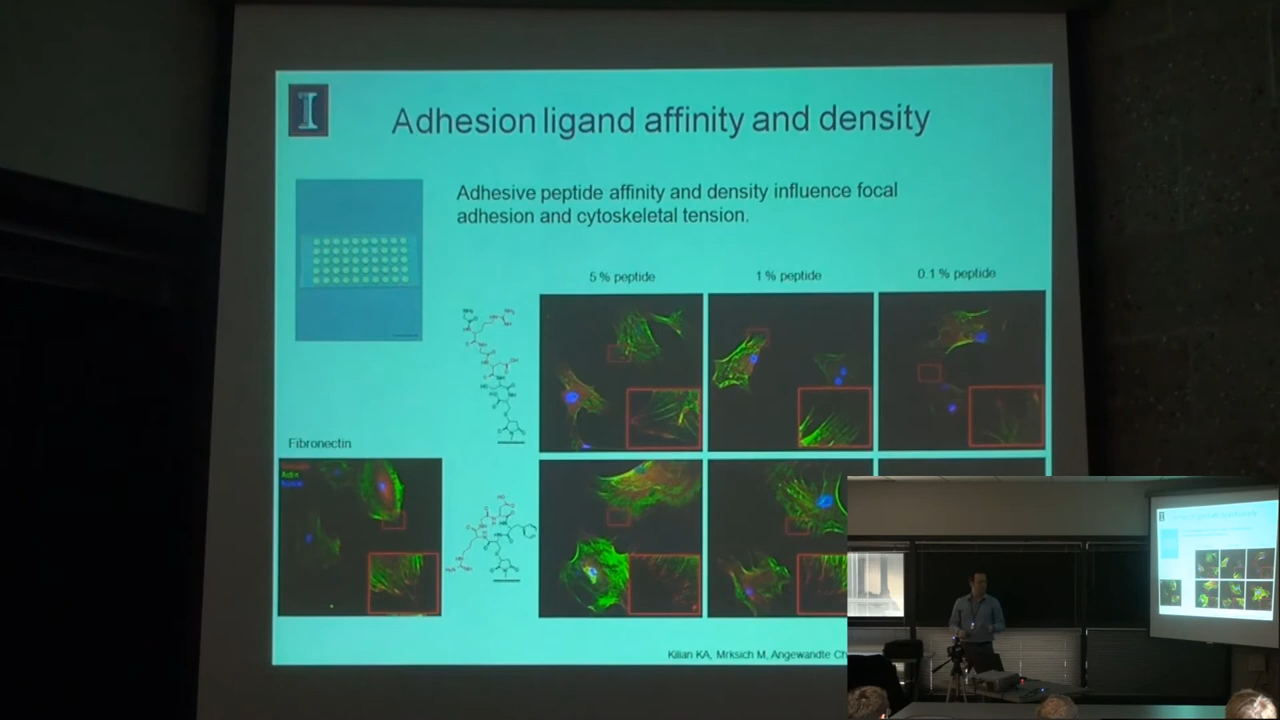 I
Adhesion ligand affinity and density
Adhesive peptide affinity and density influence focal
adhesion and cytoskeletal tension.
5 % peptide
1 % peptide
0.1 % peptide
Fibronectin
Actin
Kilian KA, Mrksich M, Angewandte Ch